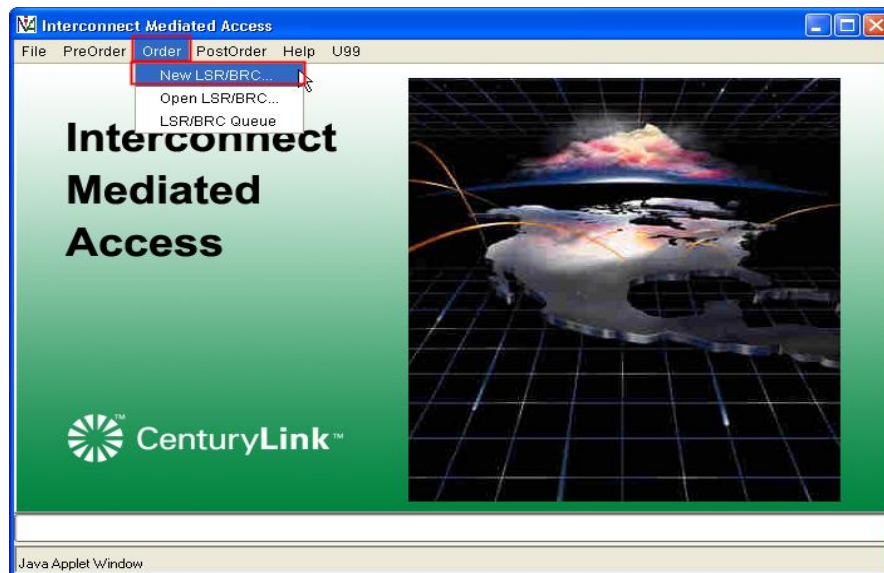 Interconnect Mediated Access
File PreOrder Order PostOrder Help U99
New LSR/BRC...
Open LSR/BRC...
LSR/BRC Queue
Interconnect
Mediated
Access
CenturyLink™
Java Applet Window